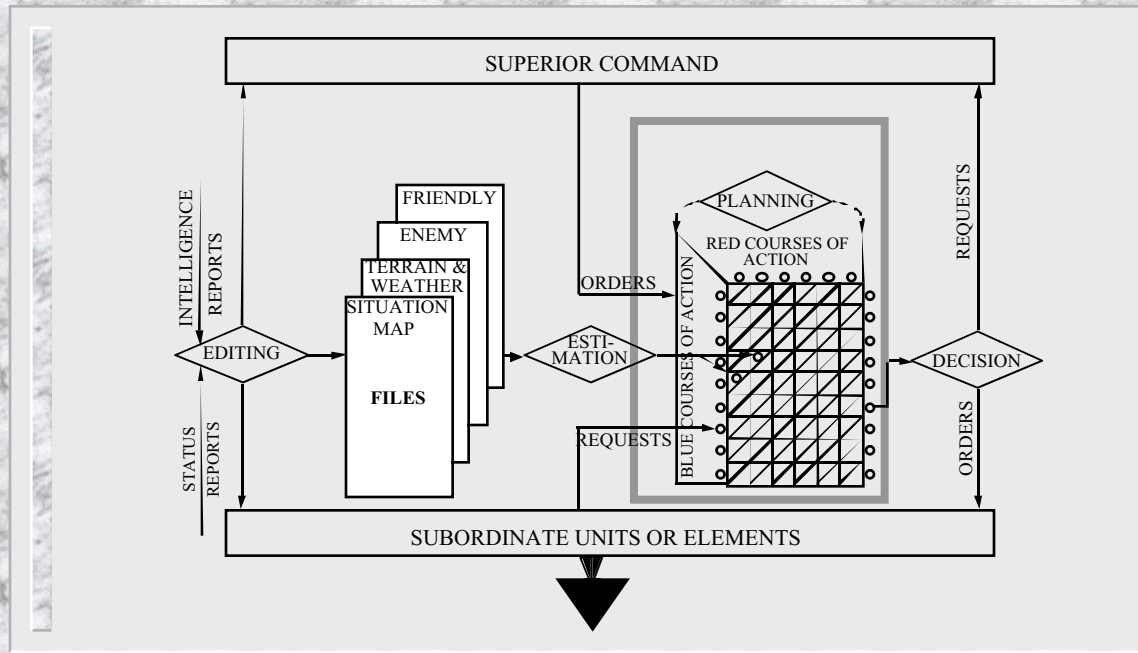 SUPERIOR COMMAND
INTELLIGENCE
REPORTS
STATUS
REPORTS
EDITING
FRIENDLY
ENEMY
TERRAIN &
WEATHER
SITUATION
MAP
FILES
ESTI-
MATION
ORDERS
REQUESTS
PLANNING
RED COURSES OF
ACTION
BLUE COURSES OF ACTION
DECISION
REQUESTS
ORDERS
SUBORDINATE UNITS OR ELEMENTS